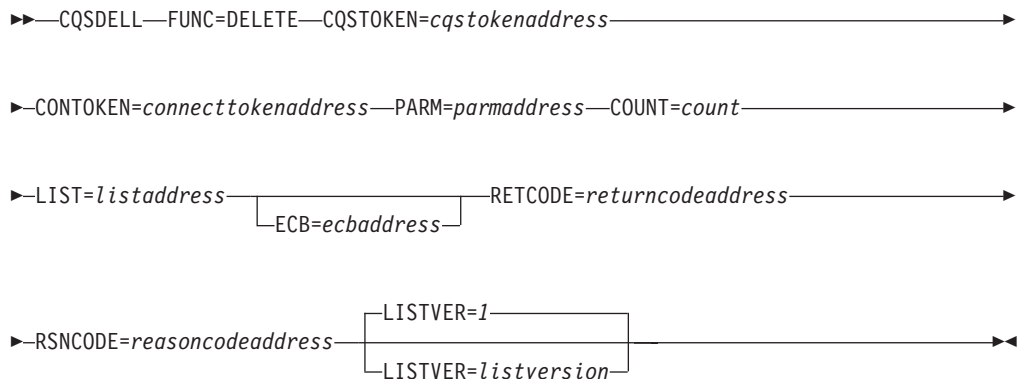 CQSDELL FUNC=DELETE CQSTOKEN=cqstokenaddress
CONTOKEN=connecttokenaddress PARM=parmaddress COUNT=count
LIST=listaddress RETCODE=returncodeaddress
ECB=ecbaddress
LISTVER=1
RSNCODE=reasoncodeaddress
LISTVER=listversion